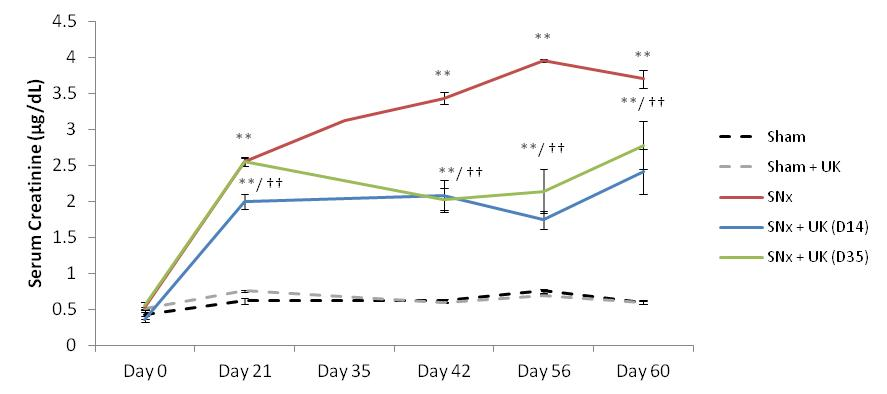 4.5
4
3.5
3
2.5
2
1.5
1
0.5
0
Serum Creatinine (µg/dL)
**
**
**
**
**/ ††
**/ ††
**/ ††
**/ ††
Day 0 Day 21 Day 35 Day 42 Day 56 Day 60
Sham
Sham + UK
SNx
SNx + UK (D14)
SNx + UK (D35)